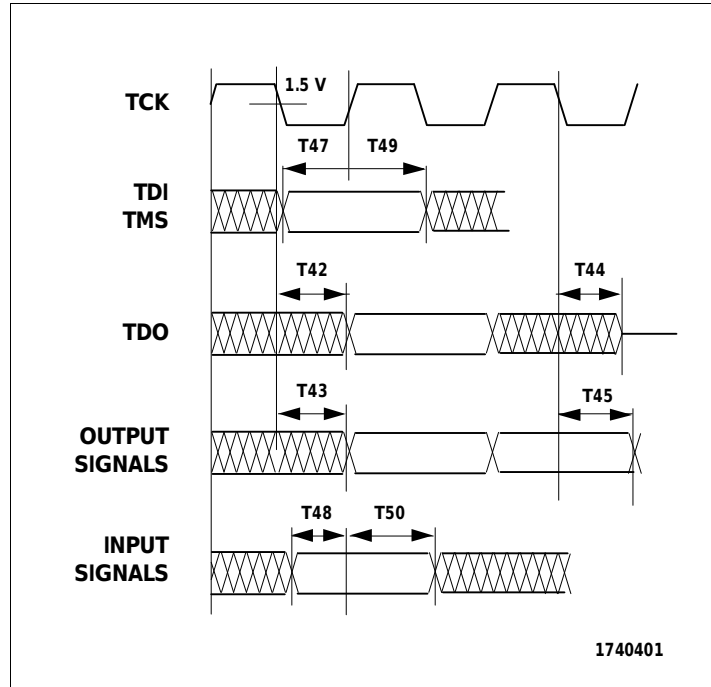 1.5 V
TCK
T47 T49
TDI
TMS
T42 T44
TDO
T43 T45
OUTPUT
SIGNALS
T48 T50
INPUT
SIGNALS
1740401